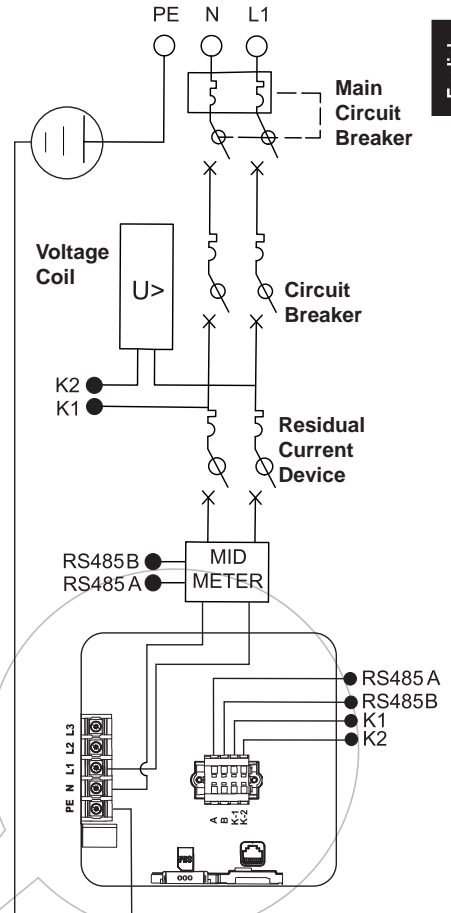 PE N L1
Main
Circuit
Breaker
Voltage
Coil
U>
Circuit
Breaker
K2
K1
Residual
Current
Device
MID
METER
RS485B
RS485A
RS485A
RS485B
K1
K2
L3
L2
L1
N
PE
A
B
K-1
K-2